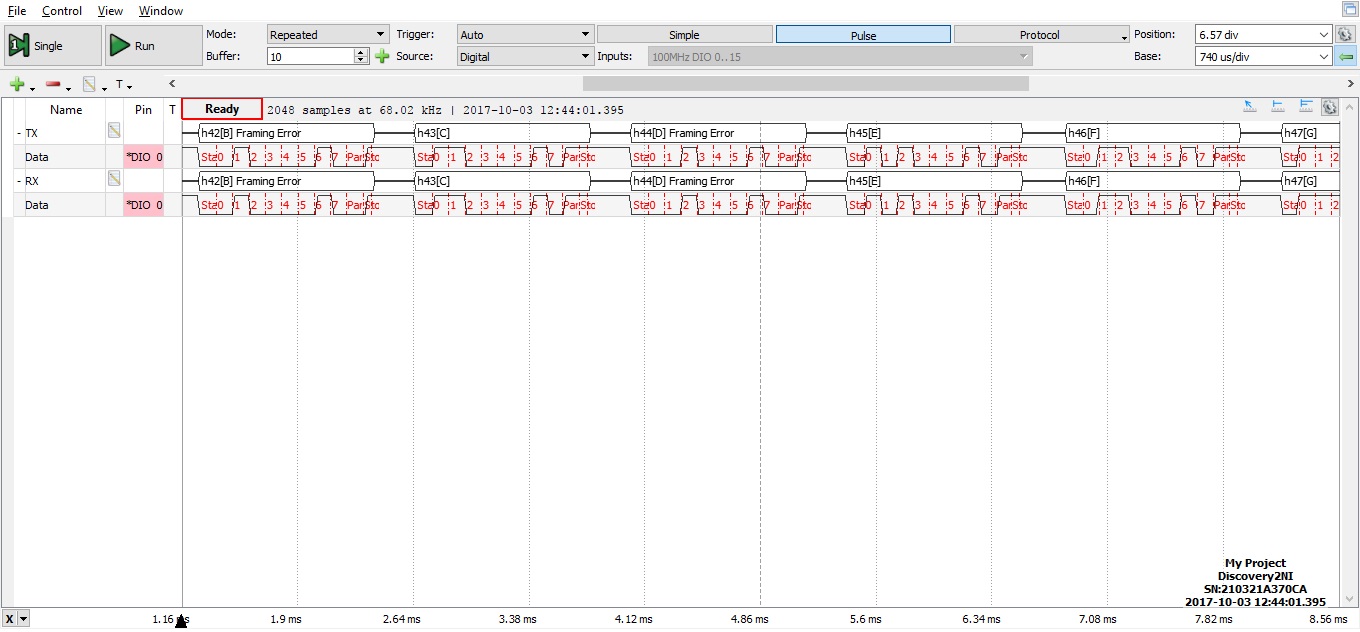 File Control View Window
Single Run Mode: Repeated Trigger: Auto Simple Pulse Protocol Position: 6.57 div
Buffer: 10 Source: Digital Inputs: 100MHz DIO 0..15 Base: 740 us/div
T
Name Pin T Ready 2048 samples at 68.02 kHz | 2017-10-03 12:44:01.395
- TX h42[B] Framing Error h43[C] h44[D] Framing Error h45[E] h46[F] h47[G]
Data *DIO 0 Sta 0 1 2 3 4 5 6 7 Par Stc Sta 0 1 2 3 4 5 6 7 Par Stc Sta 0 1 2 3 4 5 6 7 Par Stc Sta 0 1 2 3 4 5 6 7 Par Stc Sta 0 1 2 3 4 5 6 7 Par Stc Sta 0 1 2
- RX h42[B] Framing Error h43[C] h44[D] Framing Error h45[E] h46[F] h47[G]
Data *DIO 0 Sta 0 1 2 3 4 5 6 7 Par Stc Sta 0 1 2 3 4 5 6 7 Par Stc Sta 0 1 2 3 4 5 6 7 Par Stc Sta 0 1 2 3 4 5 6 7 Par Stc Sta 0 1 2 3 4 5 6 7 Par Stc Sta 0 1 2
My Project
Discovery2NI
SN:210321A370CA
2017-10-03 12:44:01.395
X 1.16 ms 1.9 ms 2.64 ms 3.38 ms 4.12 ms 4.86 ms 5.6 ms 6.34 ms 7.08 ms 7.82 ms 8.56 ms